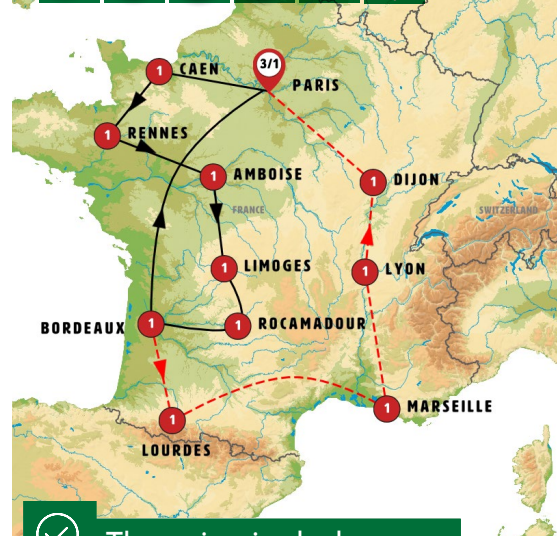 CAEN
3/1
PARIS
RENNES
AMBOISE
DIJON
FRANCE
SWITZERLAND
LIMOGES
LYON
BORDEAUX
ROCAMADOUR
MARSEILLE
LOURDES
1
1
1
1
1
1
1
1
1
1